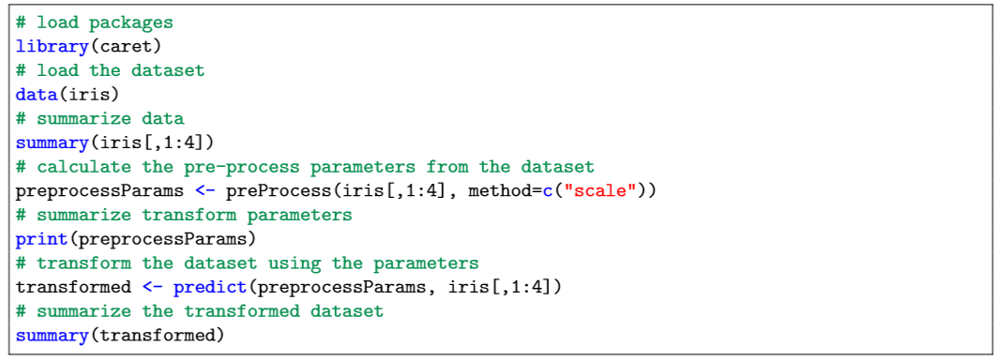 # load packages
library(caret)
# load the dataset
data(iris)
# summarize data
summary(iris[,1:4])
# calculate the pre-process parameters from the dataset
preprocessParams <- preProcess(iris[,1:4], method=c("scale"))
# summarize transform parameters
print(preprocessParams)
# transform the dataset using the parameters
transformed <- predict(preprocessParams, iris[,1:4])
# summarize the transformed dataset
summary(transformed)